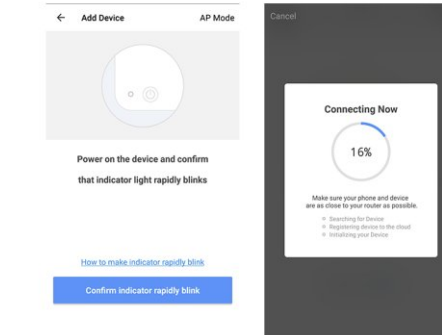 Add Device
AP Mode
Power on the device and confirm
that indicator light rapidly blinks
How to make indicator rapidly blink
Confirm indicator rapidly blink
Cancel
Connecting Now
16%
Make sure your phone and device
are as close to your router as possible.
Searching for Device
Registering device to the cloud
Initializing your Device